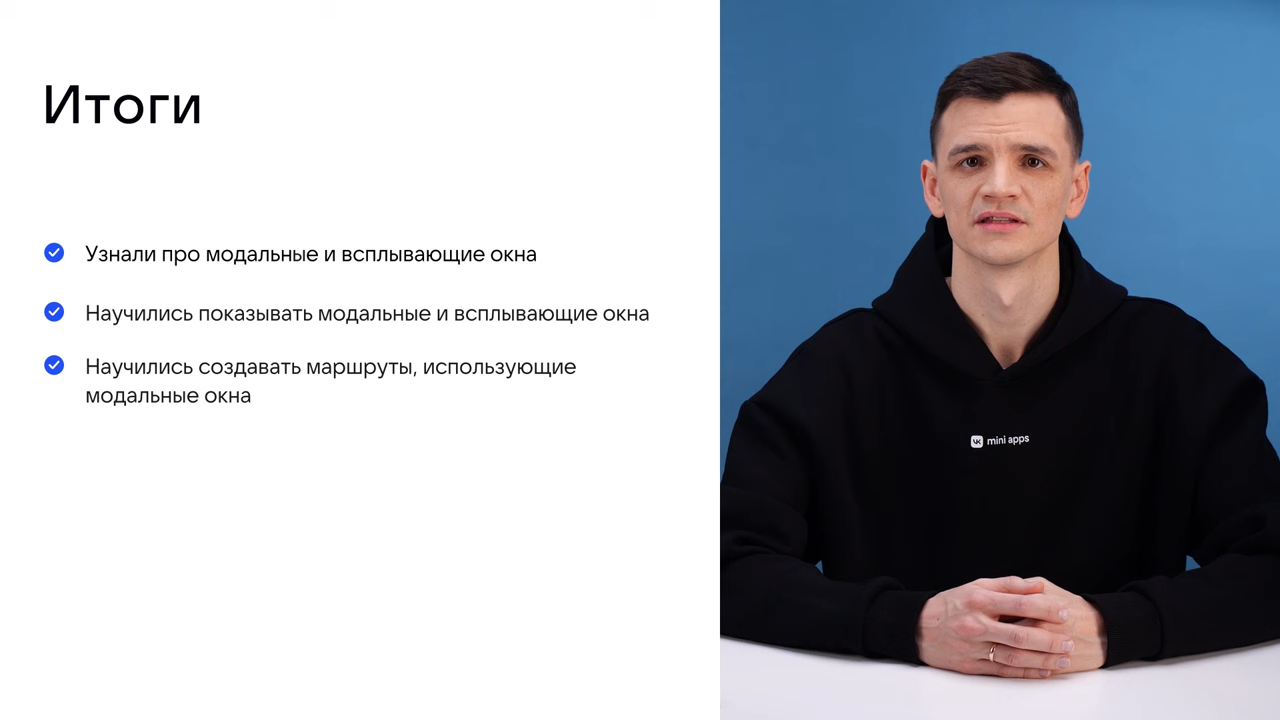 Итоги
Узнали про модальные и всплывающие окна
Научились показывать модальные и всплывающие окна
Научились создавать маршруты, использующие
модальные окна
VK mini apps